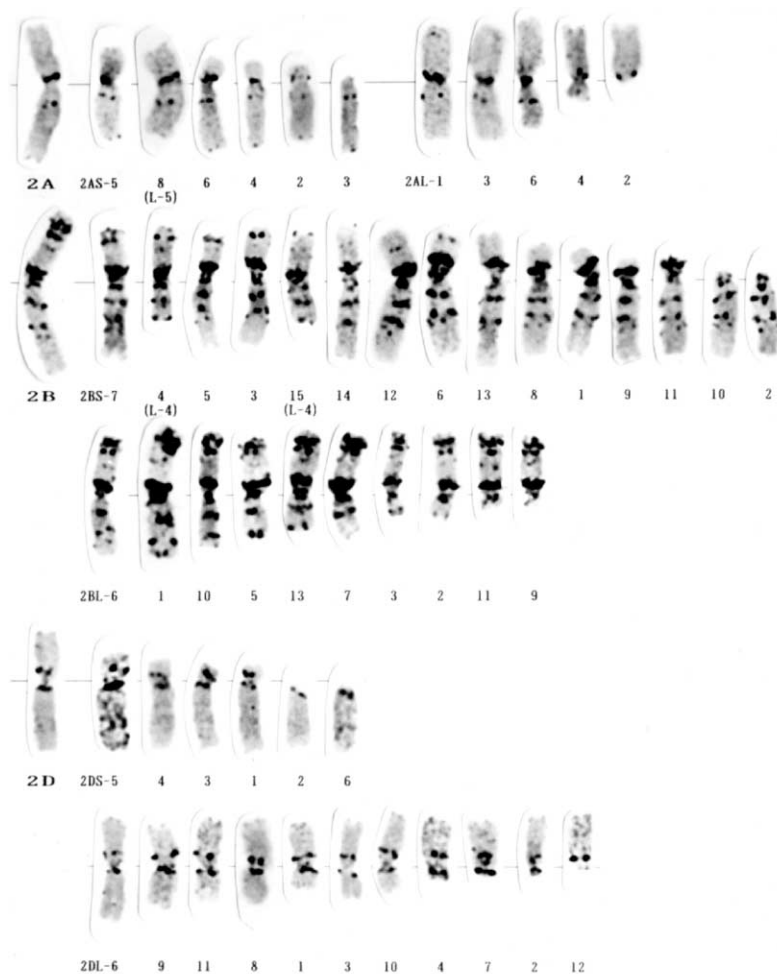 2A 2AS-5 8 6 4 2 3 2AL-1 3 6 4 2
(L-5)
2B 2BS-7 4 5 3 15 14 12 6 13 8 1 9 11 10 2
(L-4) (L-4)
2BL-6 1 10 5 13 7 3 2 11 9
2D 2DS-5 4 3 1 2 6
2DL-6 9 11 8 1 3 10 4 7 2 12